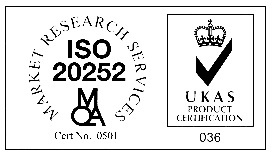 MARKET RESEARCH SERVICES
ISO
20252
MQA
Cert No. 0501
UKAS
PRODUCT
CERTIFICATION
036